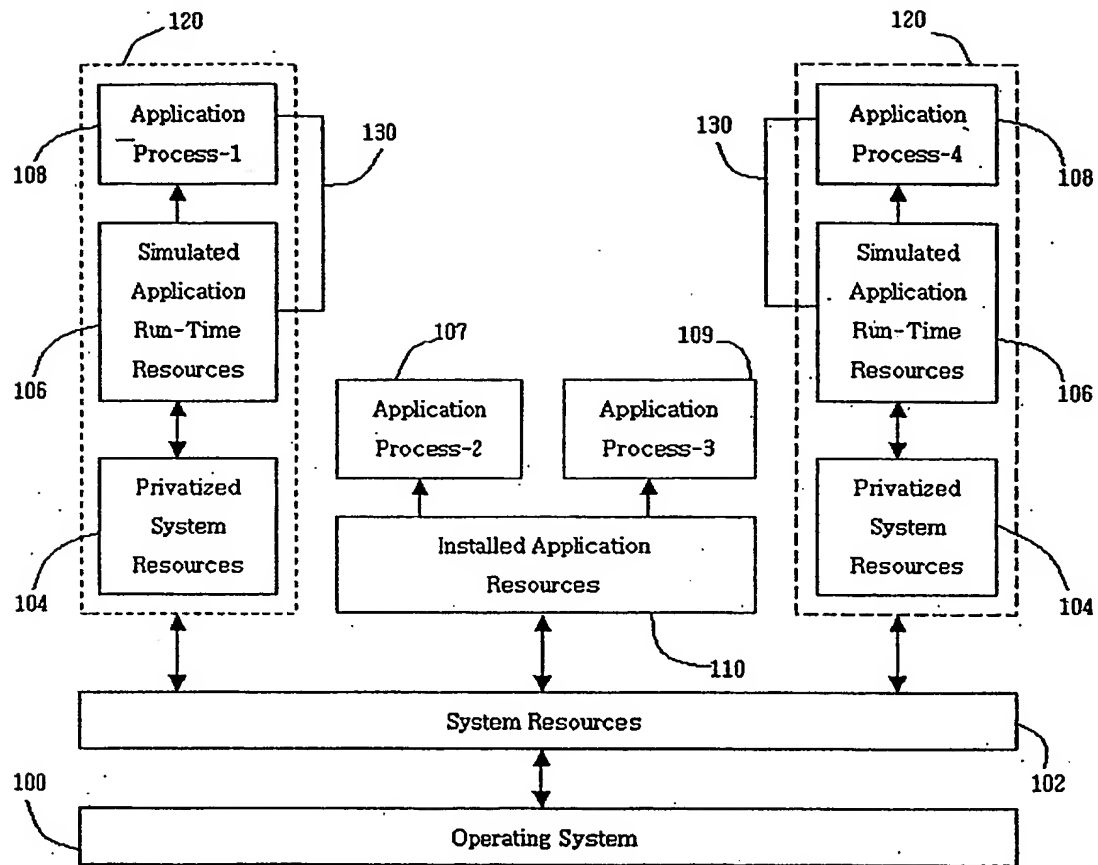 120
120
Application
Process-1
130
108
Simulated
Application
Run-Time
Resources
106
Privatized
System
Resources
104
107
Application
Process-2
109
Application
Process-3
Installed Application
Resources
110
130
Application
Process-4
108
Simulated
Application
Run-Time
Resources
106
Privatized
System
Resources
104
System Resources
102
100
Operating System